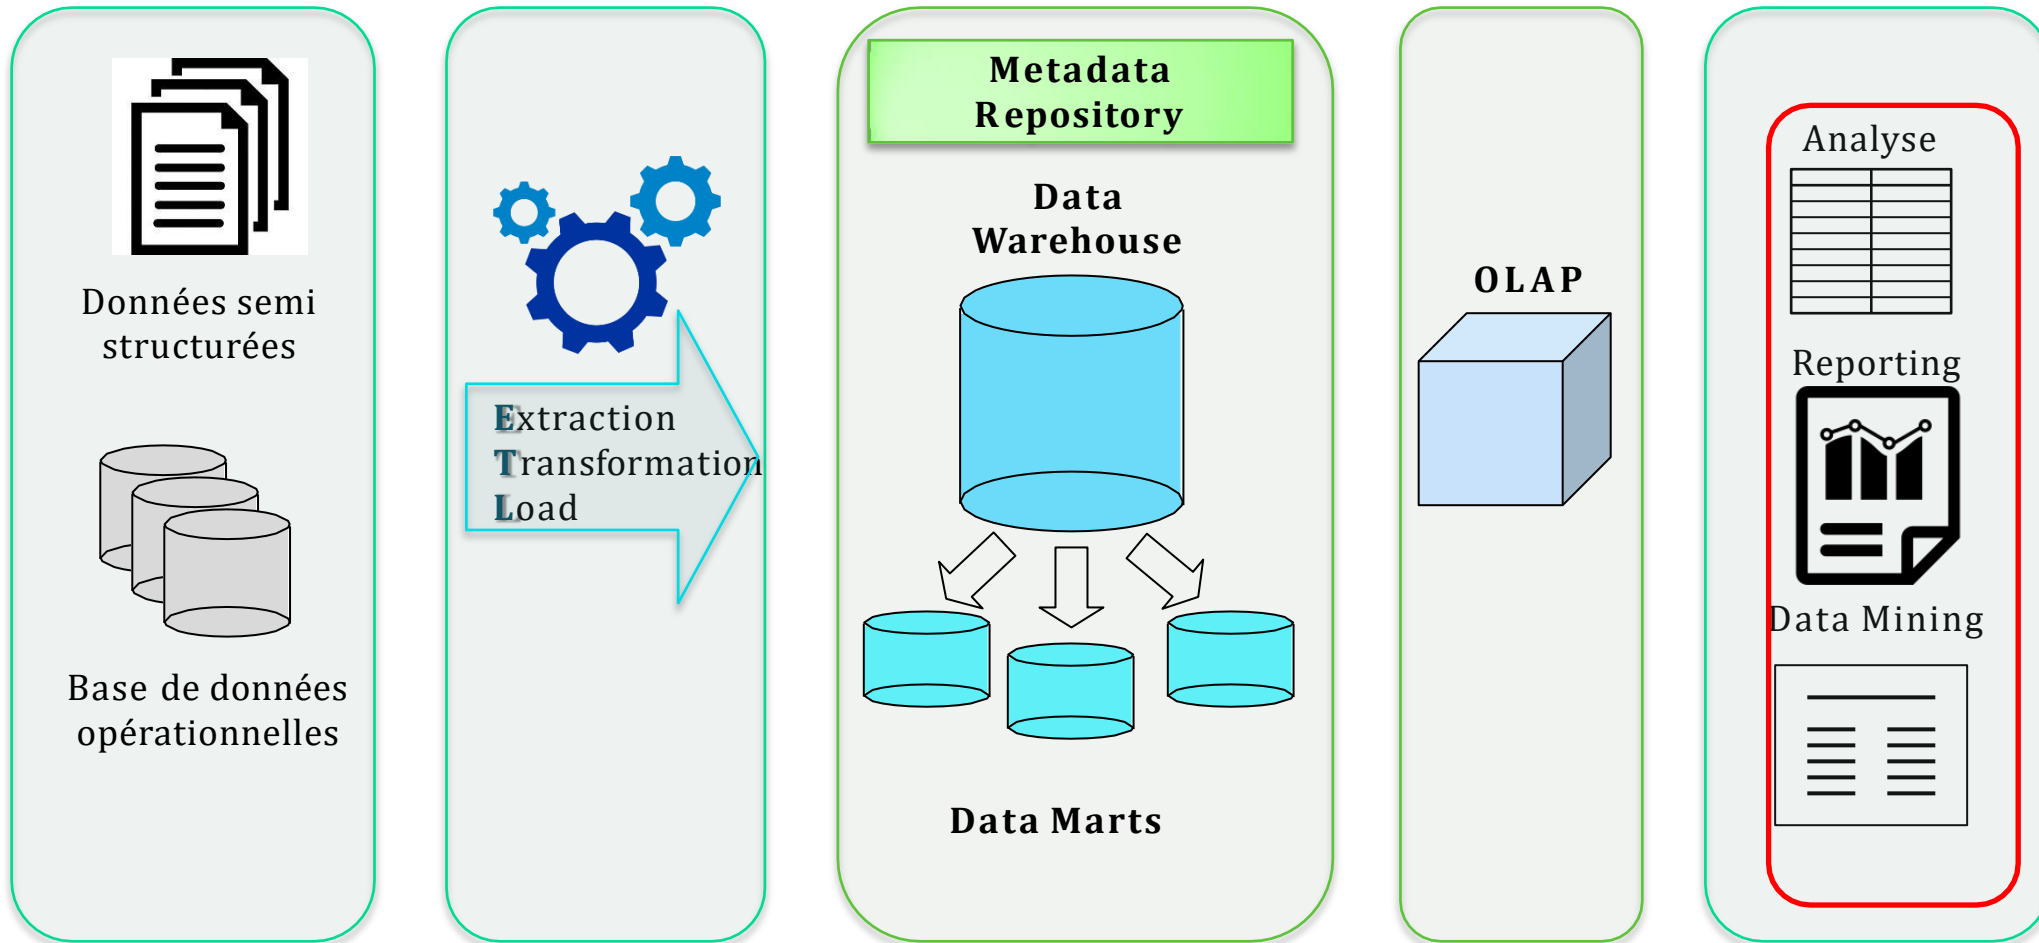 Données semi
structurées
Base de données
opérationnelles
Extraction
Transformation
Load
Metadata
Repository
Data
Warehouse
Data Marts
OLAP
Analyse
Reporting
Data Mining